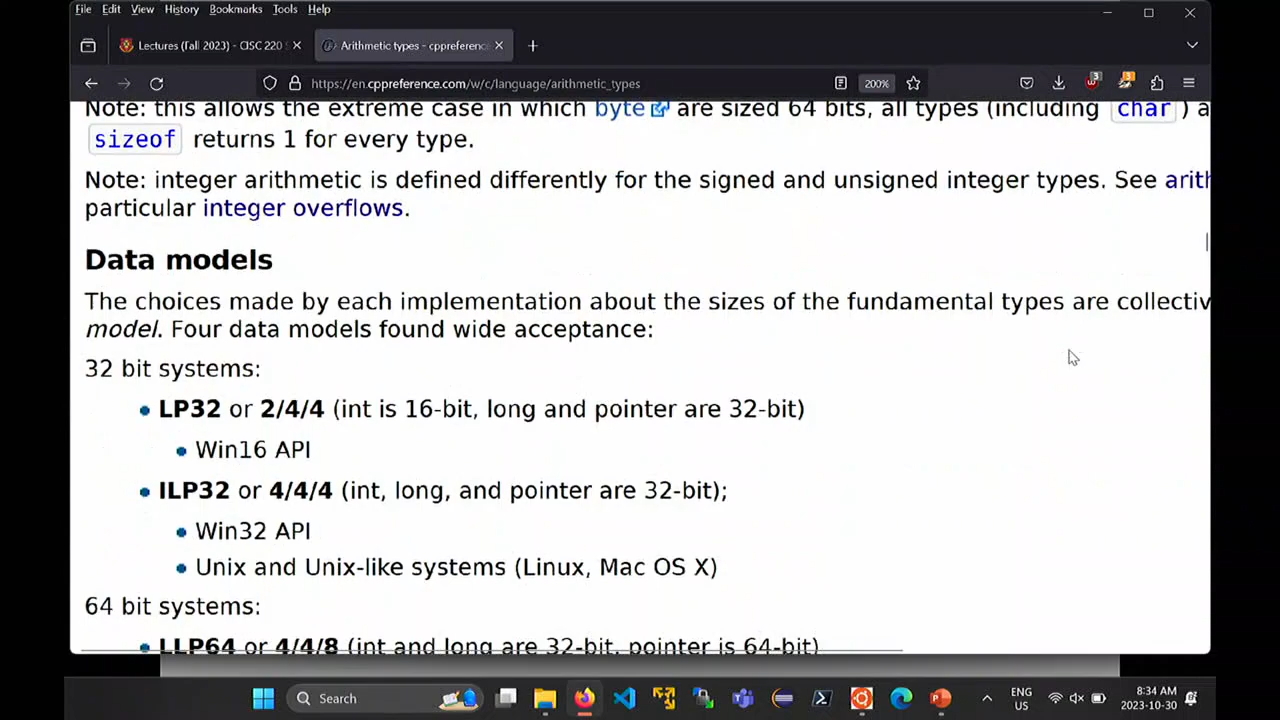 File Edit View History Bookmarks Tools Help
Lectures (Fall 2023) - CISC 220
Arithmetic types - cppreference
https://en.cppreference.com/w/c/language/arithmetic_types
200%
3
3
Note: this allows the extreme case in which byte are sized 64 bits, all types (including char ) a
sizeof returns 1 for every type.
Note: integer arithmetic is defined differently for the signed and unsigned integer types. See arith
particular integer overflows.
Data models
The choices made by each implementation about the sizes of the fundamental types are collectiv
model. Four data models found wide acceptance:
32 bit systems:
LP32 or 2/4/4 (int is 16-bit, long and pointer are 32-bit)
Win16 API
ILP32 or 4/4/4 (int, long, and pointer are 32-bit);
Win32 API
Unix and Unix-like systems (Linux, Mac OS X)
64 bit systems:
LLP64 or 4/4/8 (int and long are 32-bit, pointer is 64-bit)
Search
ENG
US
8:34 AM
2023-10-30